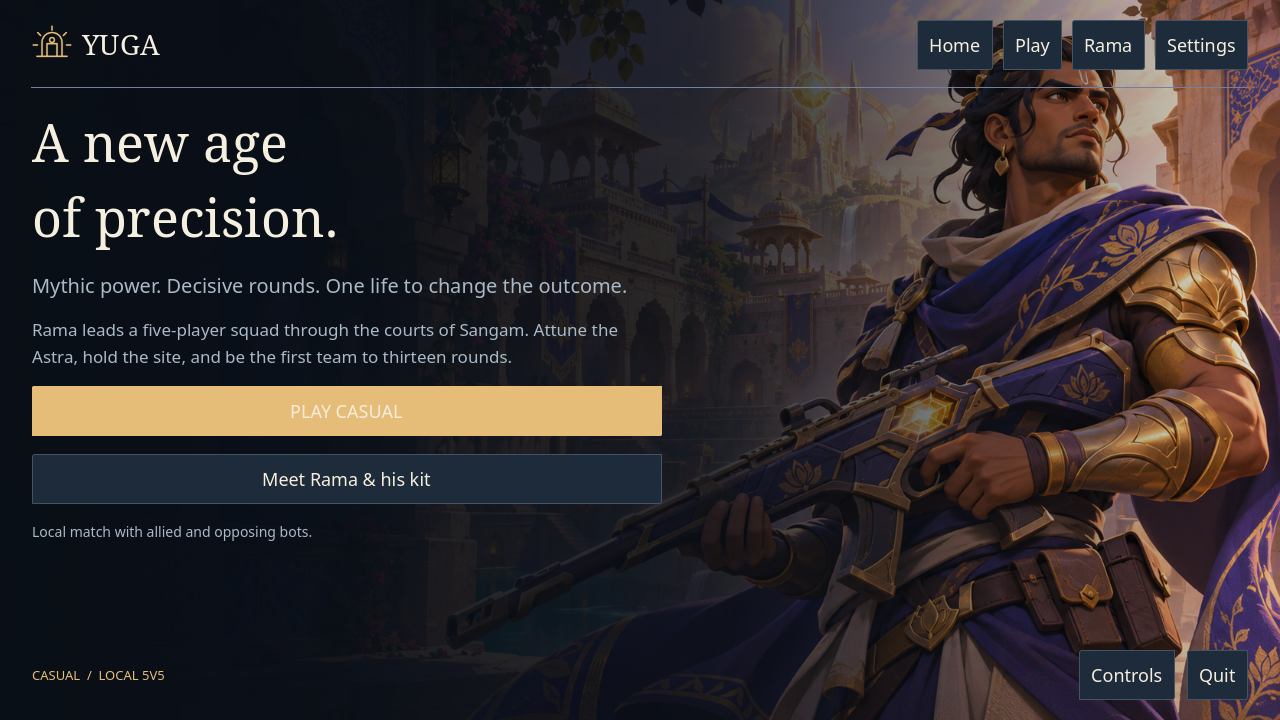 YUGA
Home
Play
Rama
Settings
A new age
of precision.
Mythic power. Decisive rounds. One life to change the outcome.
Rama leads a five-player squad through the courts of Sangam. Attune the
Astra, hold the site, and be the first team to thirteen rounds.
PLAY CASUAL
Meet Rama & his kit
Local match with allied and opposing bots.
CASUAL / LOCAL 5V5
Controls
Quit